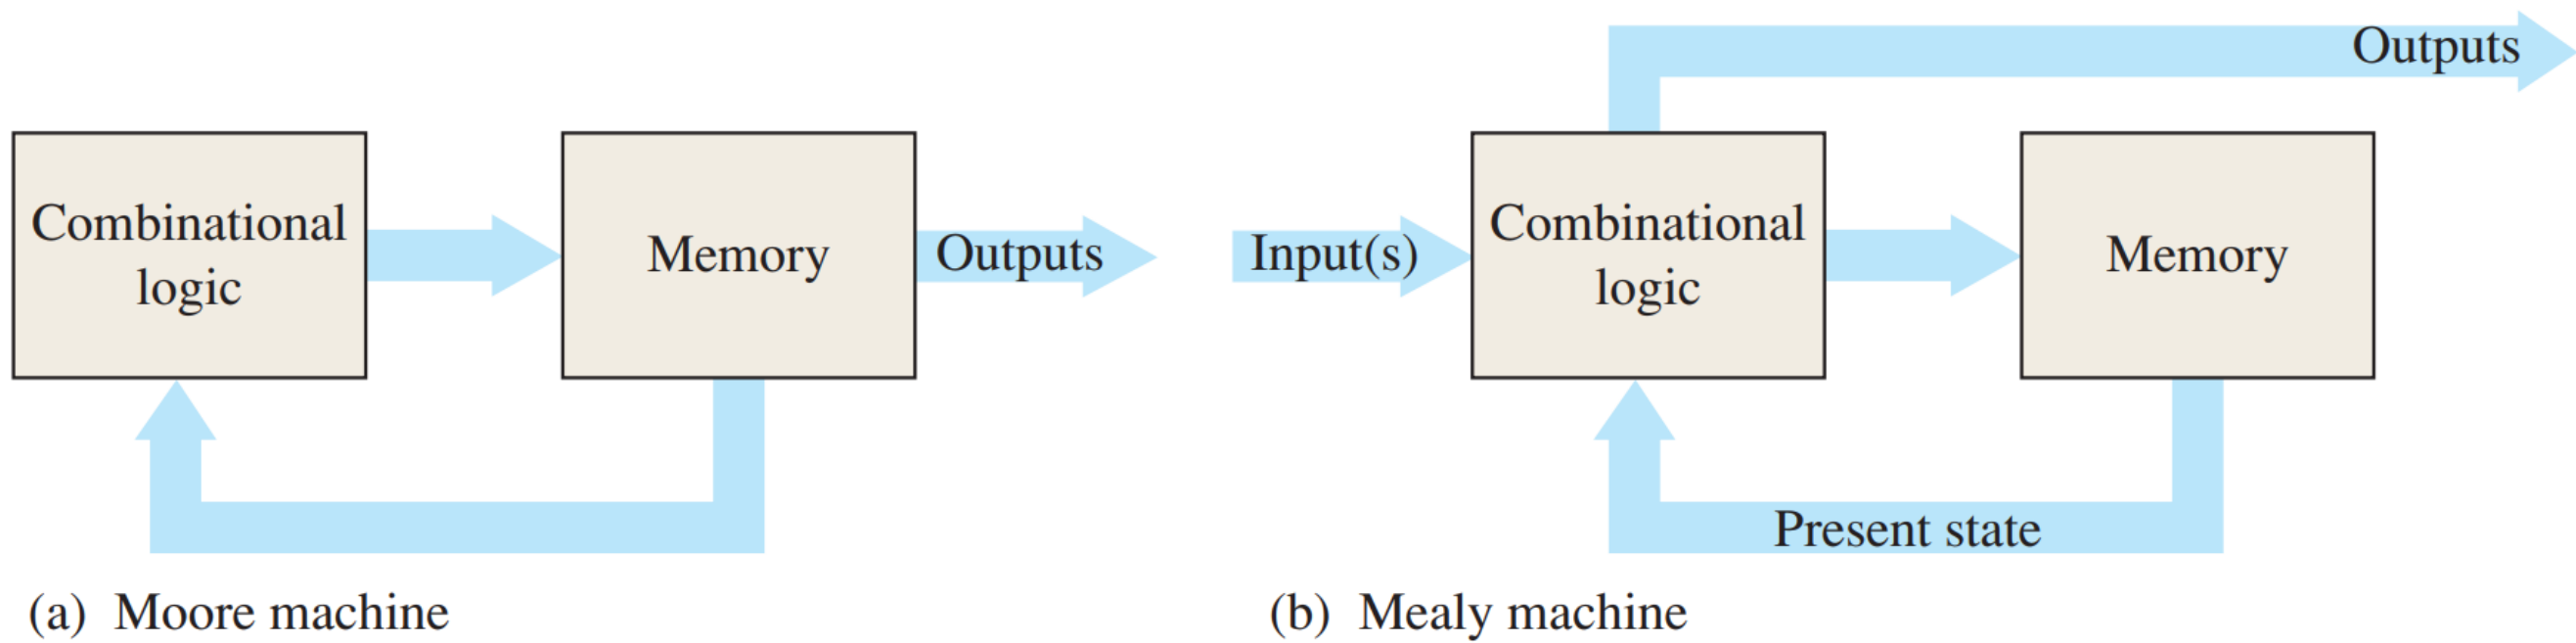 Combinational
logic
Memory
Outputs
(a) Moore machine
Outputs
Input(s)
Combinational
logic
Memory
Present state
(b) Mealy machine